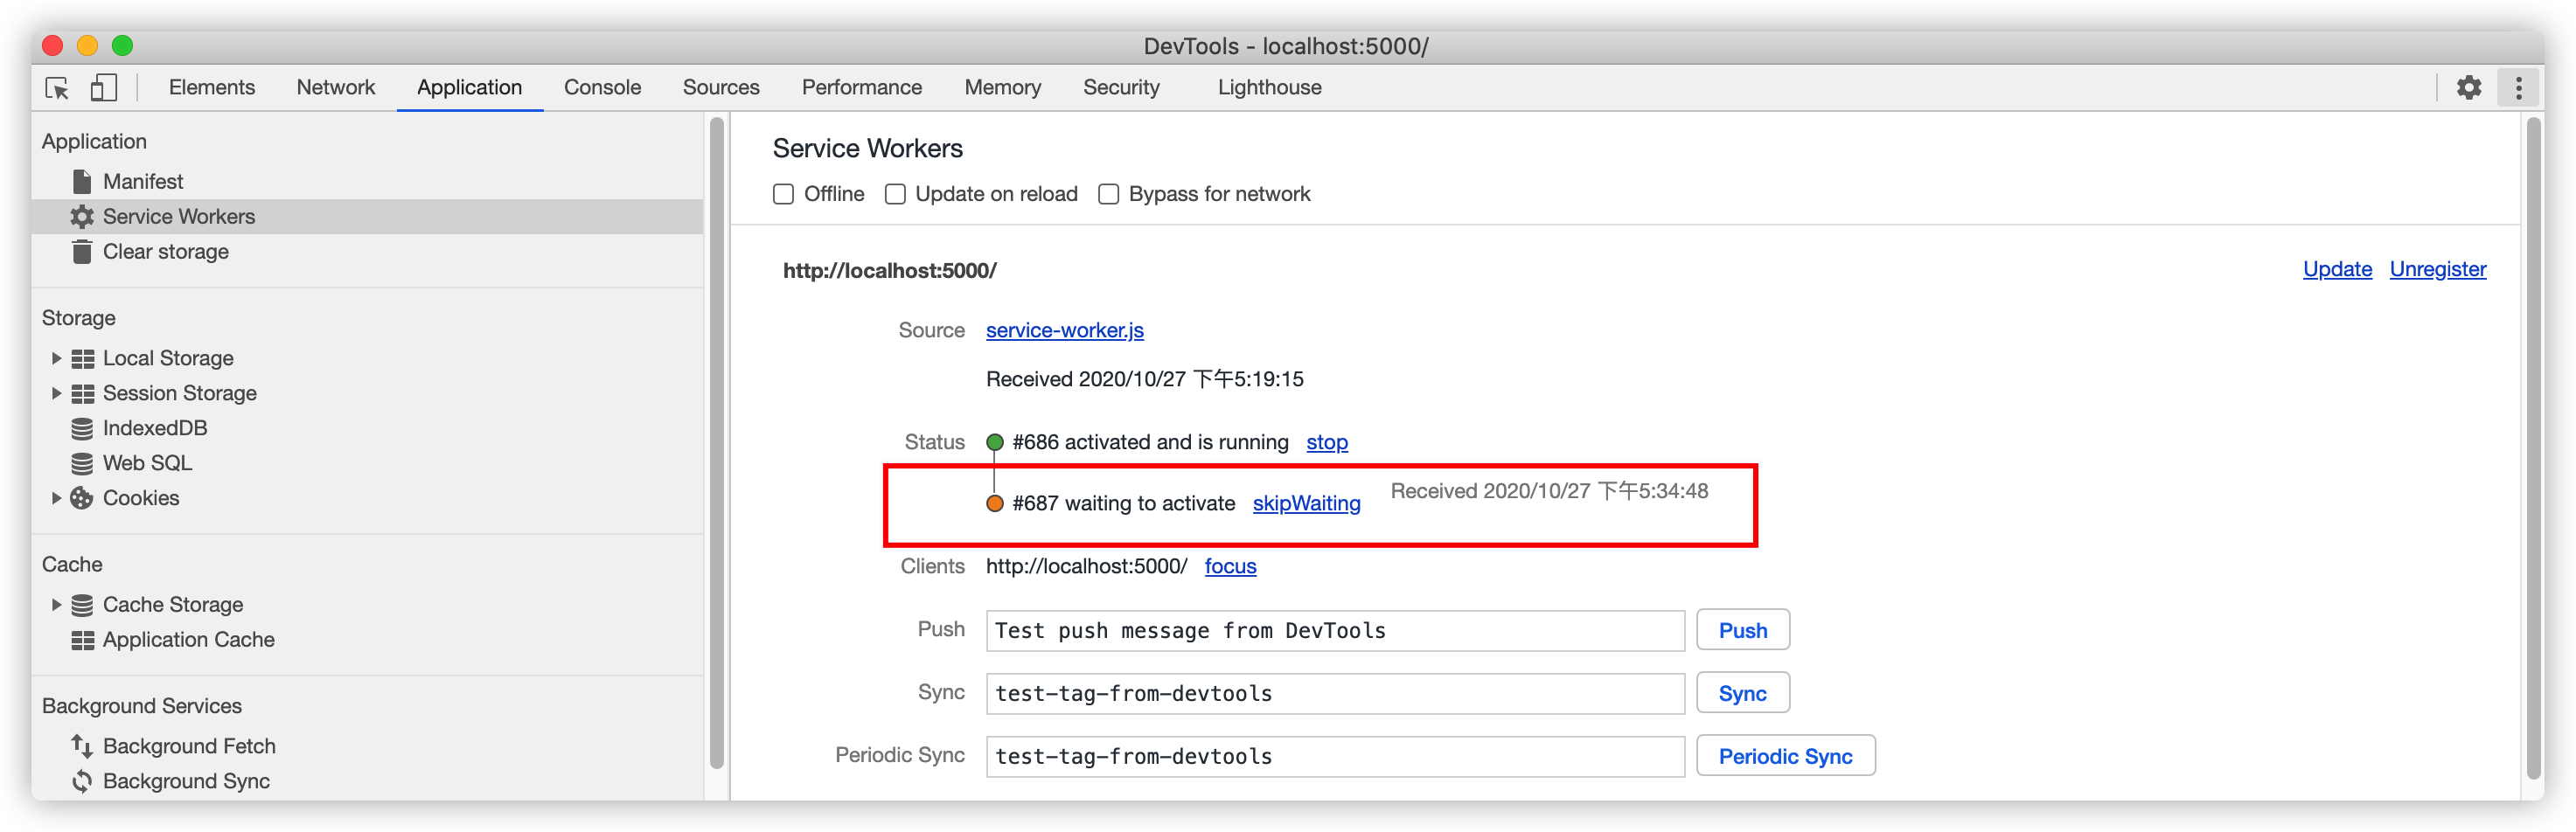 DevTools - localhost:5000/
Elements Network Application Console Sources Performance Memory Security Lighthouse
Application
Manifest
Service Workers
Clear storage
Storage
Local Storage
Session Storage
IndexedDB
Web SQL
Cookies
Cache
Cache Storage
Application Cache
Background Services
Background Fetch
Background Sync
Service Workers
Offline Update on reload Bypass for network
http://localhost:5000/ Update Unregister
Source service-worker.js
Received 2020/10/27 下午5:19:15
Status #686 activated and is running stop
#687 waiting to activate skipWaiting Received 2020/10/27 下午5:34:48
Clients http://localhost:5000/ focus
Push Test push message from DevTools Push
Sync test-tag-from-devtools Sync
Periodic Sync test-tag-from-devtools Periodic Sync